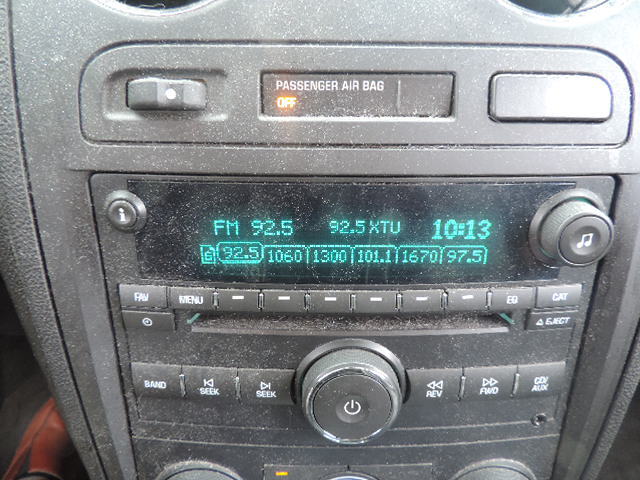 PASSENGER AIR BAG
OFF
i
FM 92.5 92.5 XTU 10:13
6 92.5 1060 1300 101.1 1670 97.5
FAV MENU EQ CAT
EJECT
BAND SEEK SEEK REV FWD CD/AUX